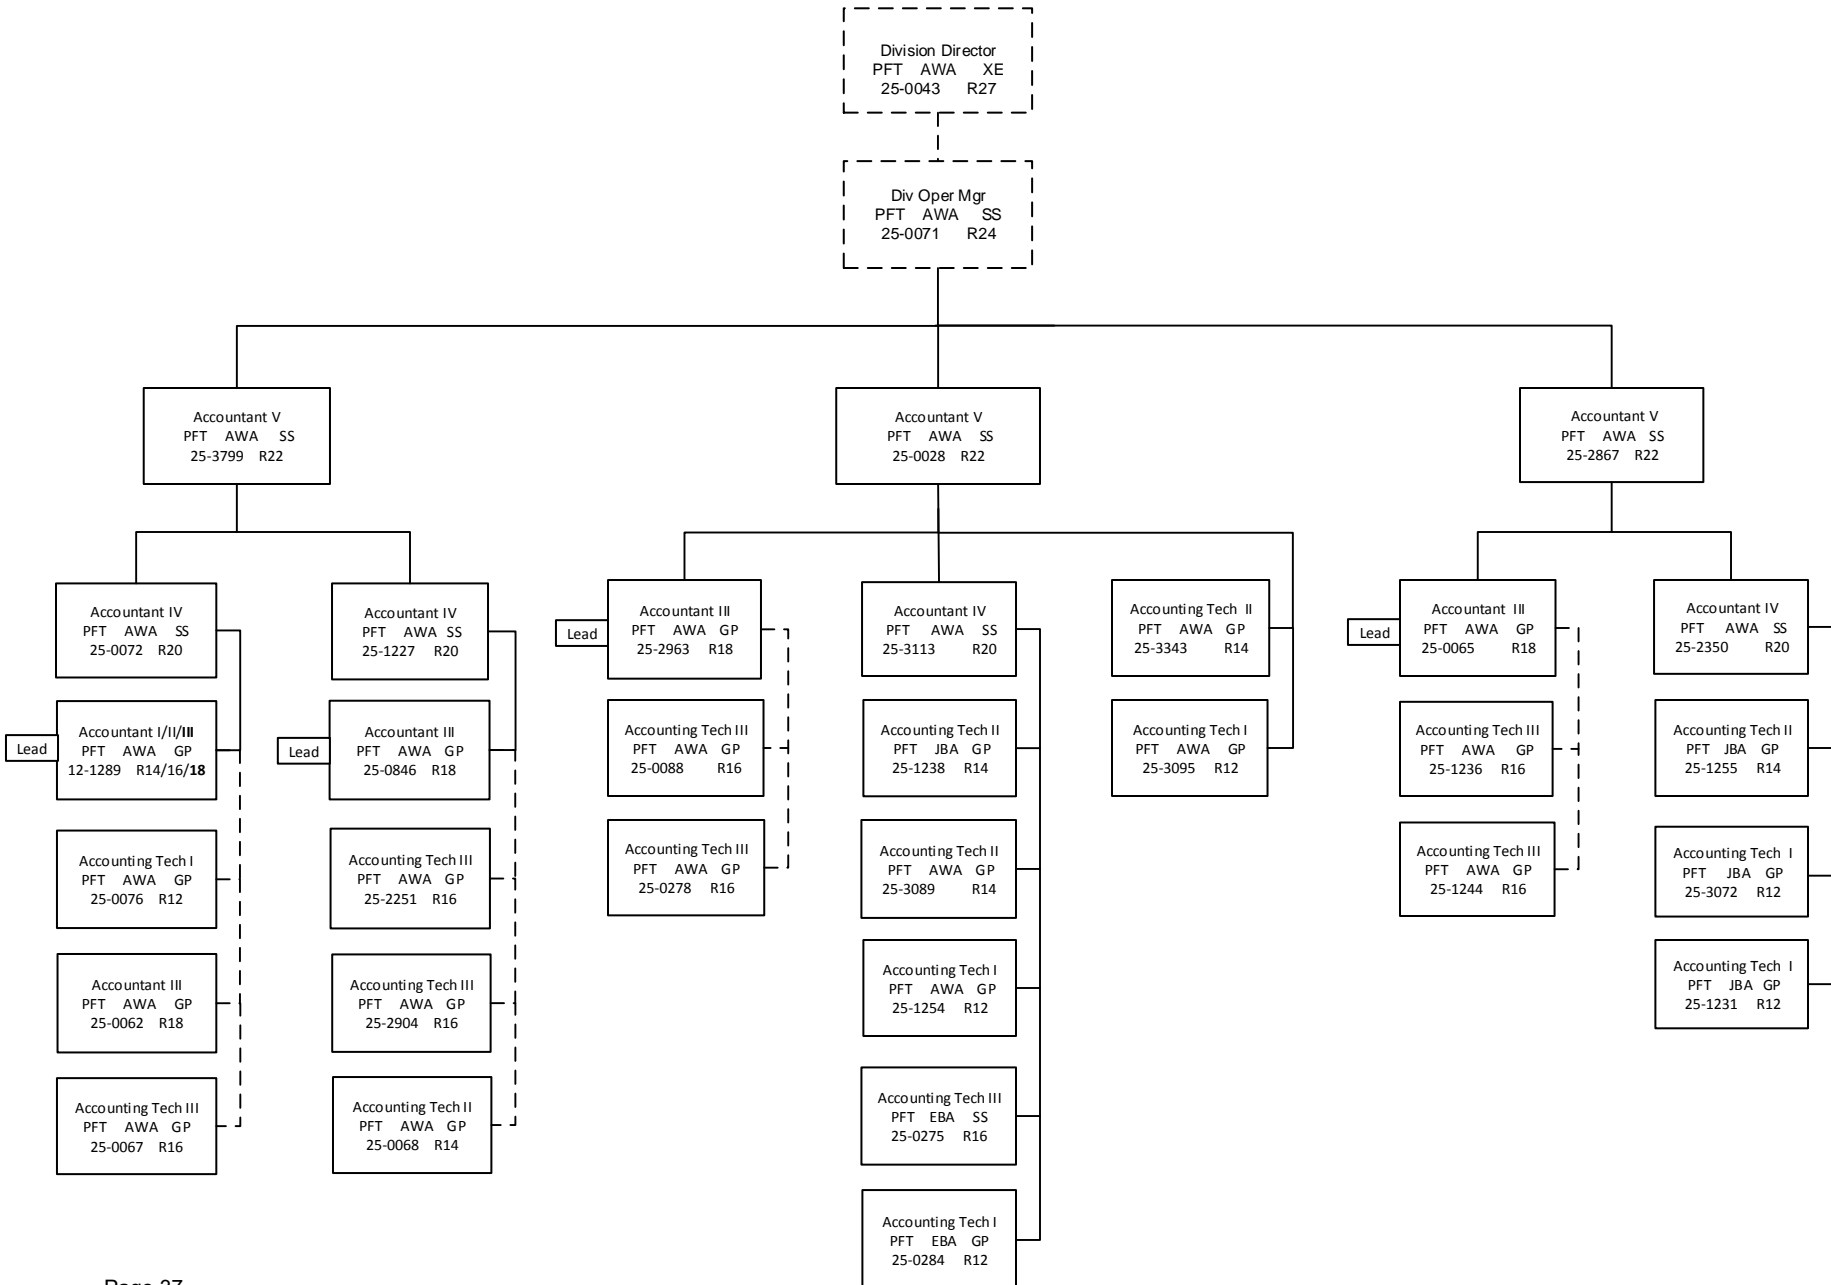 Division Director
PFT AWA XE
25-0043 R27
Div Oper Mgr
PFT AWA SS
25-0071 R24
Accountant V
PFT AWA SS
25-3799 R22
Accountant V
PFT AWA SS
25-0028 R22
Accountant V
PFT AWA SS
25-2867 R22
Accountant IV
PFT AWA SS
25-0072 R20
Lead
Accountant I/II/III
PFT AWA GP
12-1289 R14/16/18
Accounting Tech I
PFT AWA GP
25-0076 R12
Accountant III
PFT AWA GP
25-0062 R18
Accounting Tech III
PFT AWA GP
25-0067 R16
Accountant IV
PFT AWA SS
25-1227 R20
Lead
Accountant III
PFT AWA GP
25-0846 R18
Accounting Tech III
PFT AWA GP
25-2251 R16
Accounting Tech III
PFT AWA GP
25-2904 R16
Accounting Tech II
PFT AWA GP
25-0068 R14
Lead
Accountant III
PFT AWA GP
25-2963 R18
Accounting Tech III
PFT AWA GP
25-0088 R16
Accounting Tech III
PFT AWA GP
25-0278 R16
Accountant IV
PFT AWA SS
25-3113 R20
Accounting Tech II
PFT JBA GP
25-1238 R14
Accounting Tech II
PFT AWA GP
25-3089 R14
Accounting Tech I
PFT AWA GP
25-1254 R12
Accounting Tech III
PFT EBA SS
25-0275 R16
Accounting Tech I
PFT EBA GP
25-0284 R12
Accounting Tech II
PFT AWA GP
25-3343 R14
Accounting Tech I
PFT AWA GP
25-3095 R12
Lead
Accountant III
PFT AWA GP
25-0065 R18
Accounting Tech III
PFT AWA GP
25-1236 R16
Accounting Tech III
PFT AWA GP
25-1244 R16
Accountant IV
PFT AWA SS
25-2350 R20
Accounting Tech II
PFT JBA GP
25-1255 R14
Accounting Tech I
PFT JBA GP
25-3072 R12
Accounting Tech I
PFT JBA GP
25-1231 R12